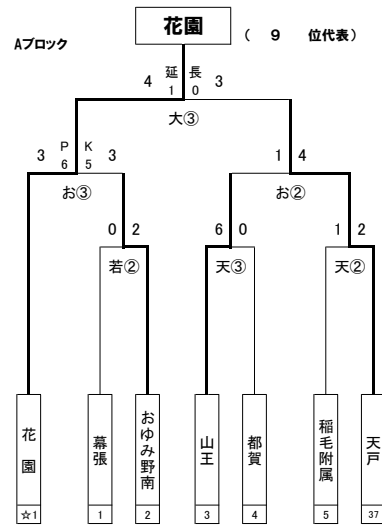 花園
Aブロック
（ ９ 位代表）
4 延長 3
1 0
大③
3 PK 3
6 5
1 4
お③
お②
0 2
6 0
1 2
若②
天③
天②
花園
幕張
おゆみ野南
山王
都賀
稲毛附属
天戸
☆1
1
2
3
4
5
37